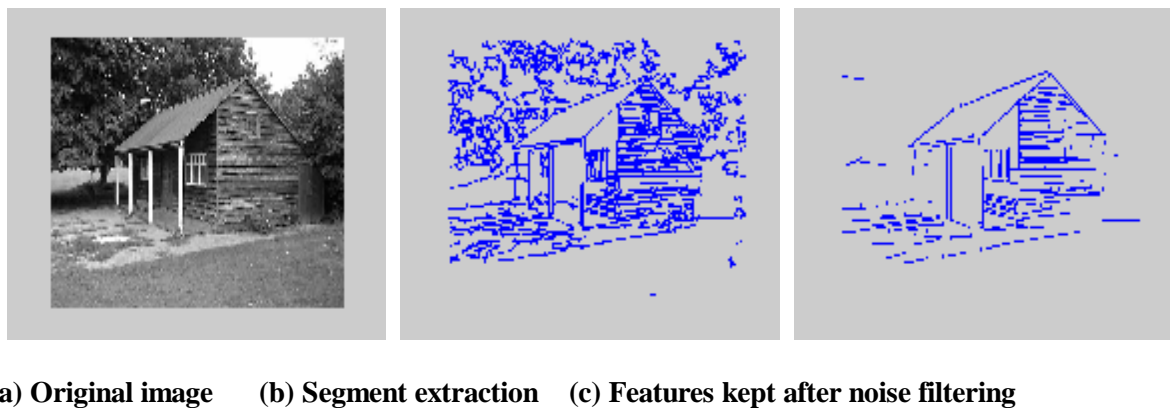 a) Original image (b) Segment extraction (c) Features kept after noise filtering